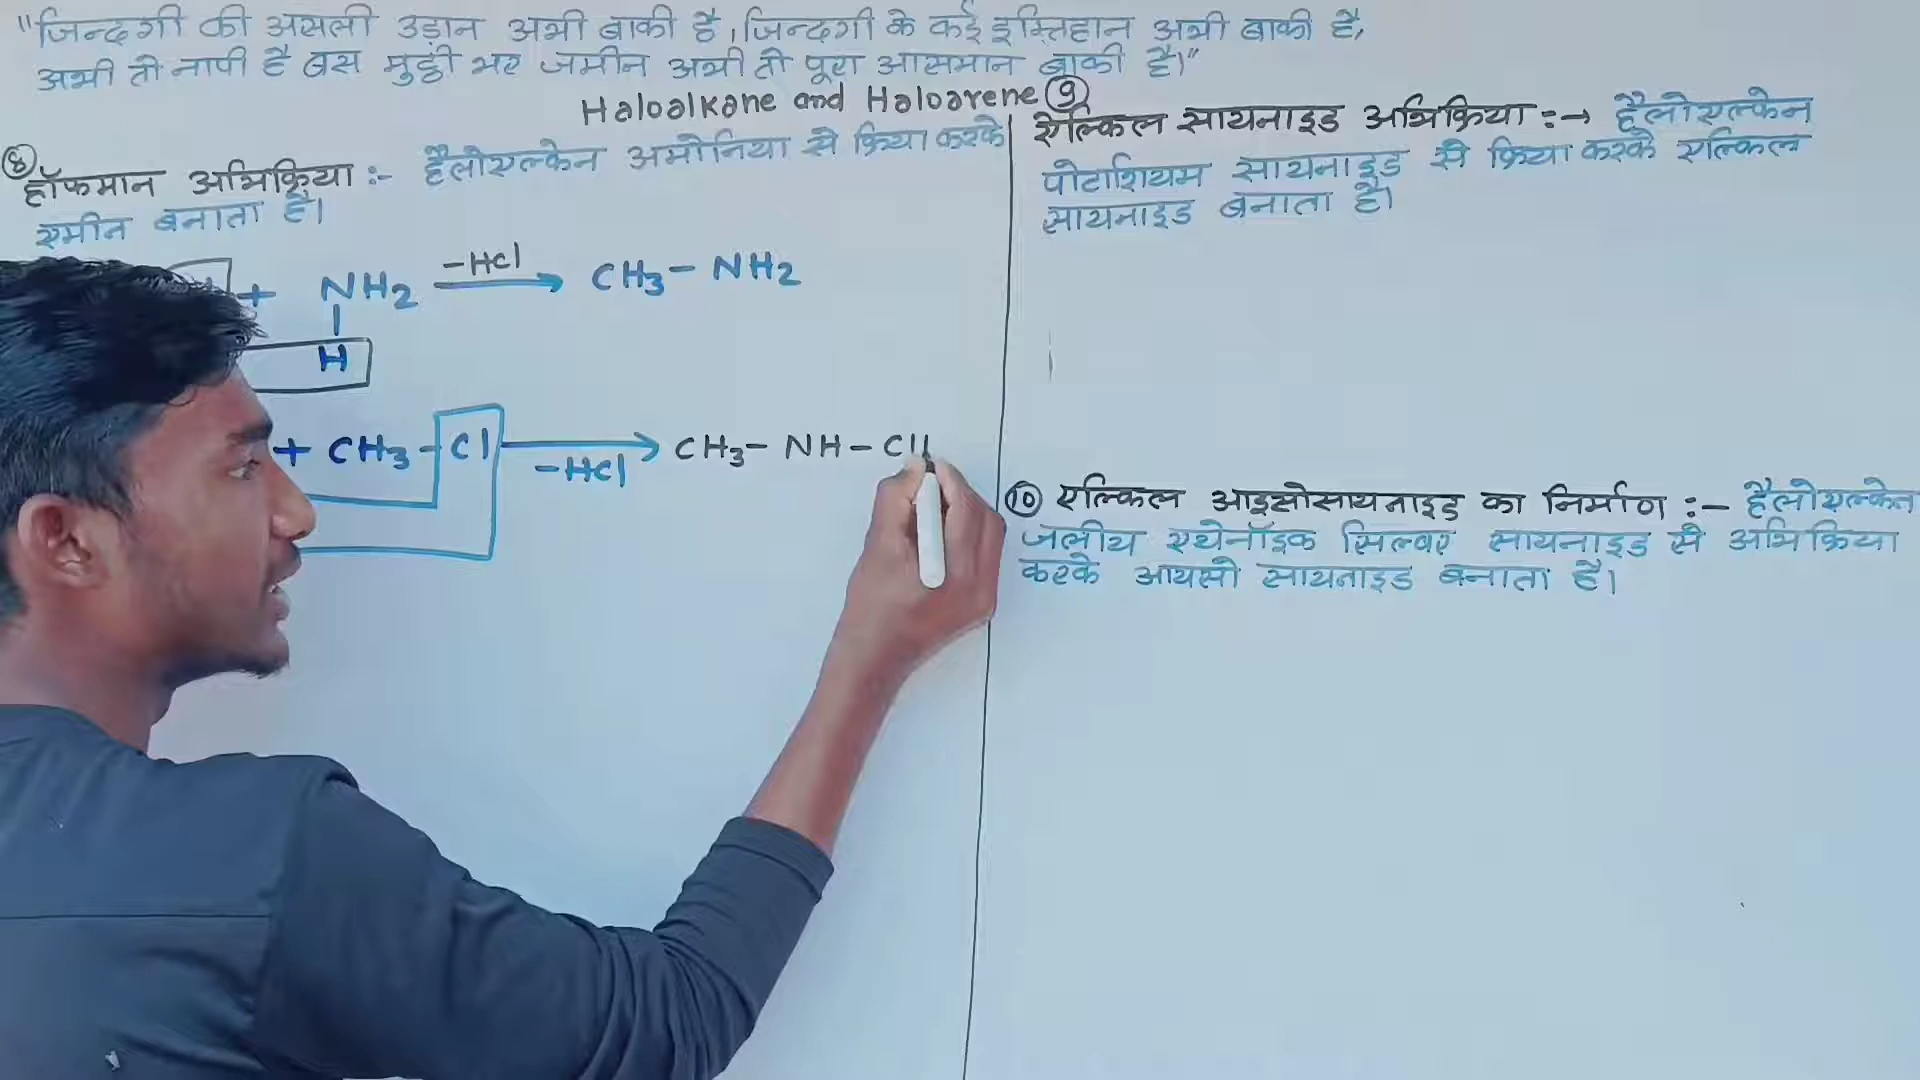 "जिन्दगी की असली उड़ान अभी बाकी है, जिन्दगी के कई इम्तिहान अभी बाकी है,
अभी तो नापी है बस मुट्ठी भर जमीन अभी तो पूरा आसमान बाकी है।"
Haloalkane and Haloarene
⑧ हॉफमान अभिक्रिया :- हैलोएल्केन अमोनिया से क्रिया करके
एमीन बनाता है।
+ NH2 -HCl → CH3 - NH2
H
+ CH3 - Cl → CH3 - NH - CH
-HCl
⑨ ऐल्किल सायनाइड अभिक्रिया :→ हैलोएल्केन
पोटाशियम सायनाइड से क्रिया करके एल्किल
सायनाइड बनाता है।
⑩ एल्किल आइसोसायनाइड का निर्माण :- हैलोएल्केन
जलीय एथेनॉइक सिल्वर सायनाइड से अभिक्रिया
करके आयसो सायनाइड बनाता है।